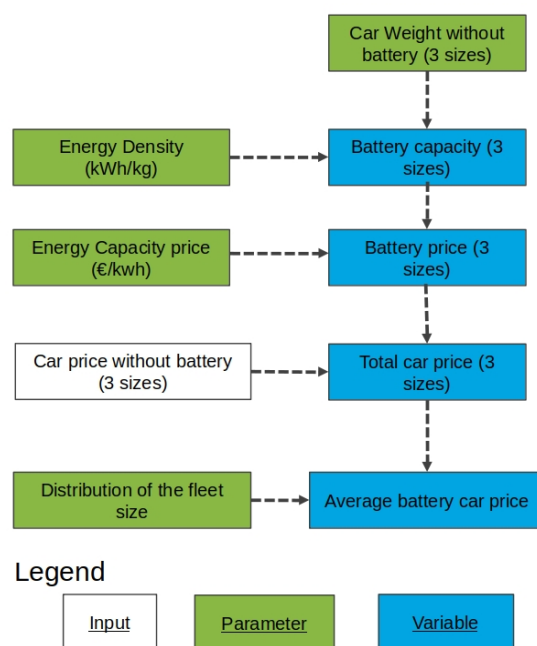 Car Weight without
battery (3 sizes)
Energy Density
(kWh/kg)
Battery capacity (3
sizes)
Energy Capacity price
(€/kwh)
Battery price (3
sizes)
Car price without battery
(3 sizes)
Total car price (3
sizes)
Distribution of the fleet
size
Average battery car price
Legend
Input
Parameter
Variable